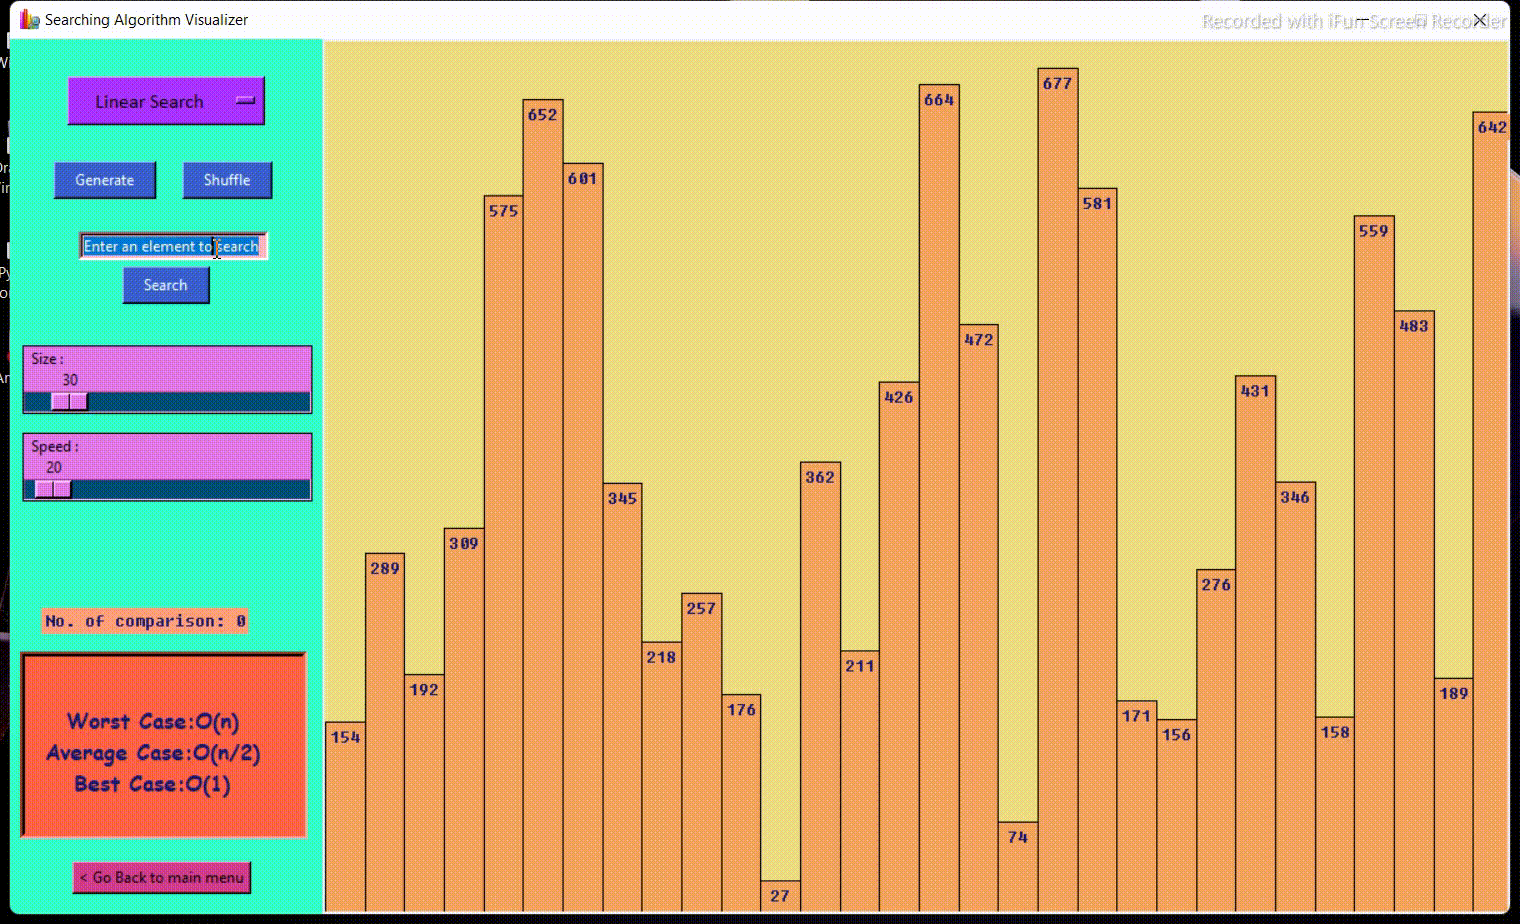 Searching Algorithm Visualizer
Recorded with iFun Screen Recorder
Linear Search
Generate
Shuffle
Enter an element to search
Search
Size :
30
Speed :
20
No. of comparison: 0
Worst Case:O(n)
Average Case:O(n/2)
Best Case:O(1)
< Go Back to main menu
154
289
192
309
575
652
601
345
218
257
176
27
362
211
426
664
472
74
677
581
171
156
276
431
346
158
559
483
189
642